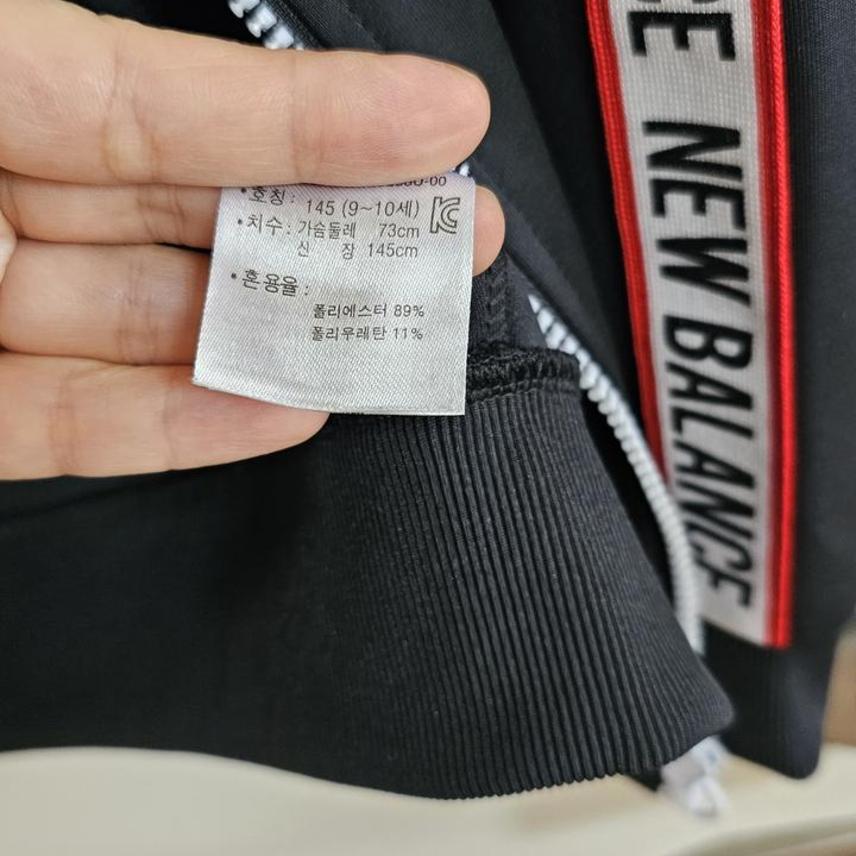 • 호칭 : 145 (9~10세)
• 치수 : 가슴둘레 73cm
신 장 145cm
• 혼용율 :
폴리에스터 89%
폴리우레탄 11%
NEW BALANCE